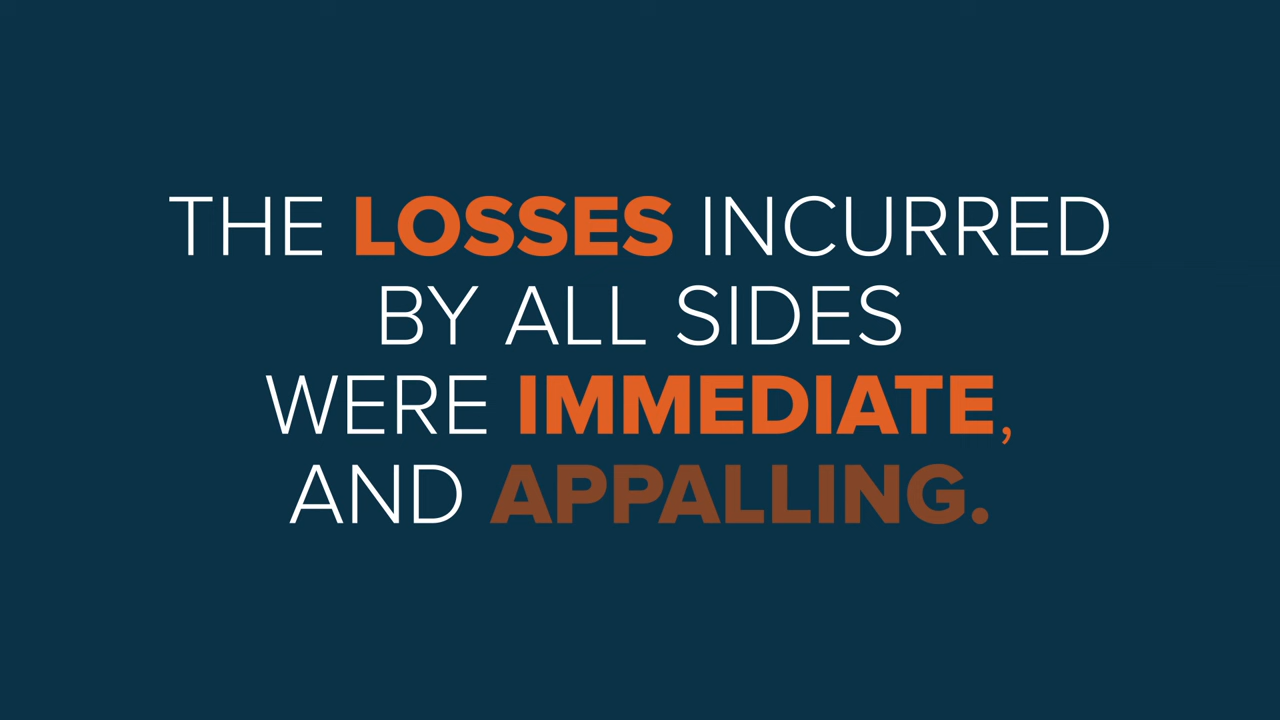 THE LOSSES INCURRED
BY ALL SIDES
WERE IMMEDIATE,
AND APPALLING.